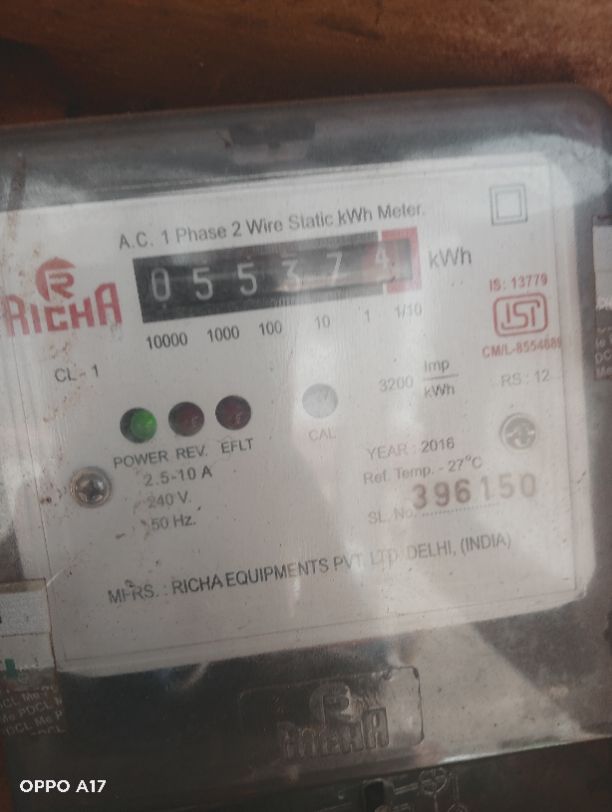 A.C. 1 Phase 2 Wire Static kWh Meter.
RICHA
0 5 5 3 7 4 kWh
10000 1000 100 10 1 1/10
IS: 13779
ISI
CL - 1
3200 Imp/kWh
RS : 12
POWER REV. EFLT
CAL
2.5-10 A
240 V.
50 Hz.
YEAR : 2016
Ref. Temp. - 27°C
SL. No. 396150
MFRS. : RICHA EQUIPMENTS PVT. LTD. DELHI, (INDIA)
RICHA
OPPO A17